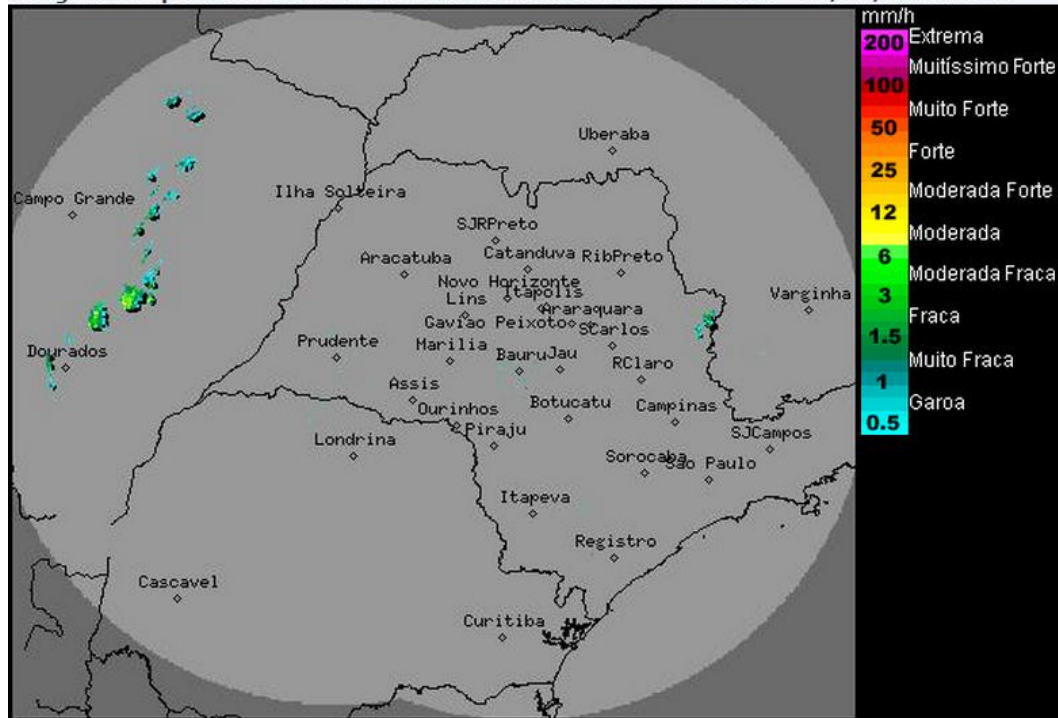 mm/h
200 Extrema
Muitíssimo Forte
100
Muito Forte
50
Forte
25
Moderada Forte
12
Moderada
6
Moderada Fraca
3
Fraca
1.5
Muito Fraca
1
Garoa
0.5
Uberaba
Campo Grande
Ilha Solteira
SJRPreto
Catanduva
Aracatuba
RibPreto
Novo Horizonte
Itapolis
Lins
Araraquara
Varginha
Gaviao Peixoto
SCarlos
Prudente
Marilia
Bauru
Jau
RClaro
Dourados
Assis
Ourinhos
Botucatu
Campinas
Piraju
SJCampos
Londrina
Sorocaba
Sao Paulo
Itapeva
Registro
Cascavel
Curitiba